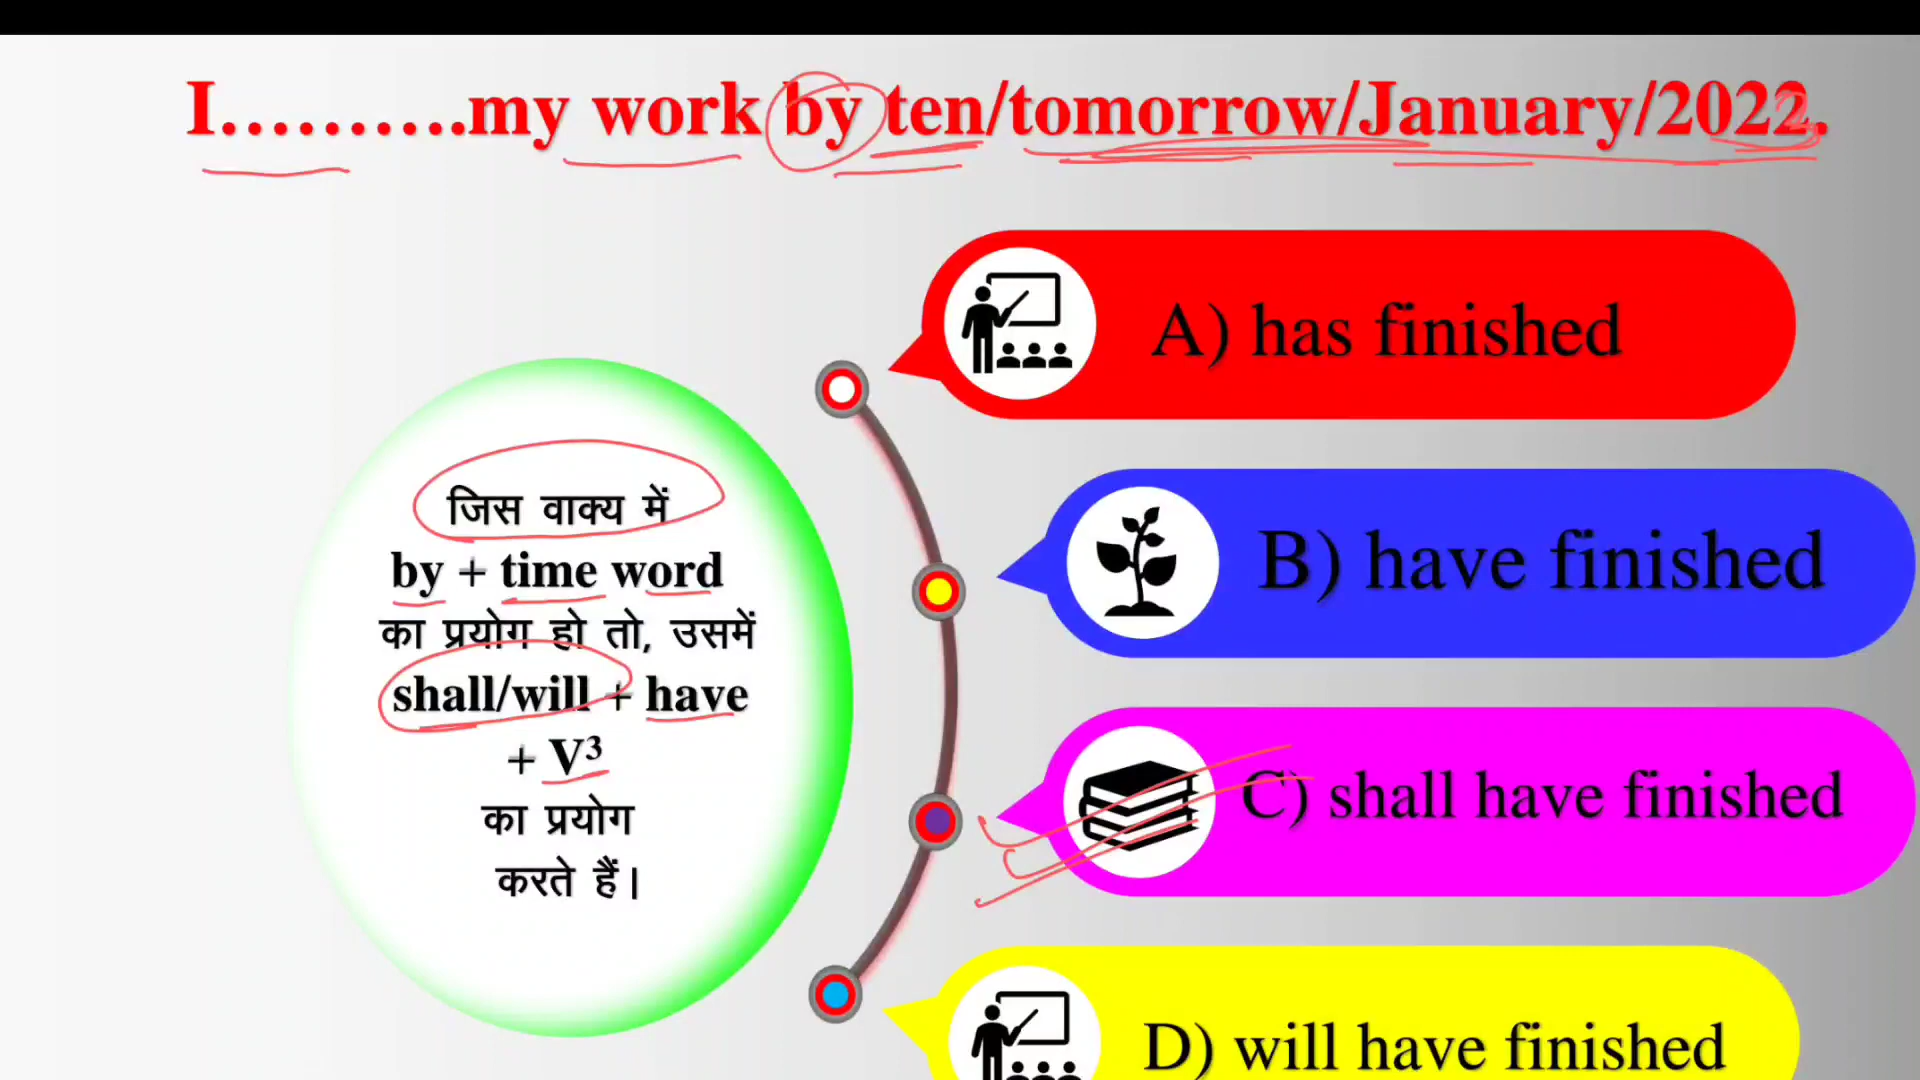 I……….my work by ten/tomorrow/January/2022.
A) has finished
जिस वाक्य में
by + time word
का प्रयोग हो तो, उसमें
shall/will + have
+ V³
का प्रयोग
करते हैं।
B) have finished
C) shall have finished
D) will have finished